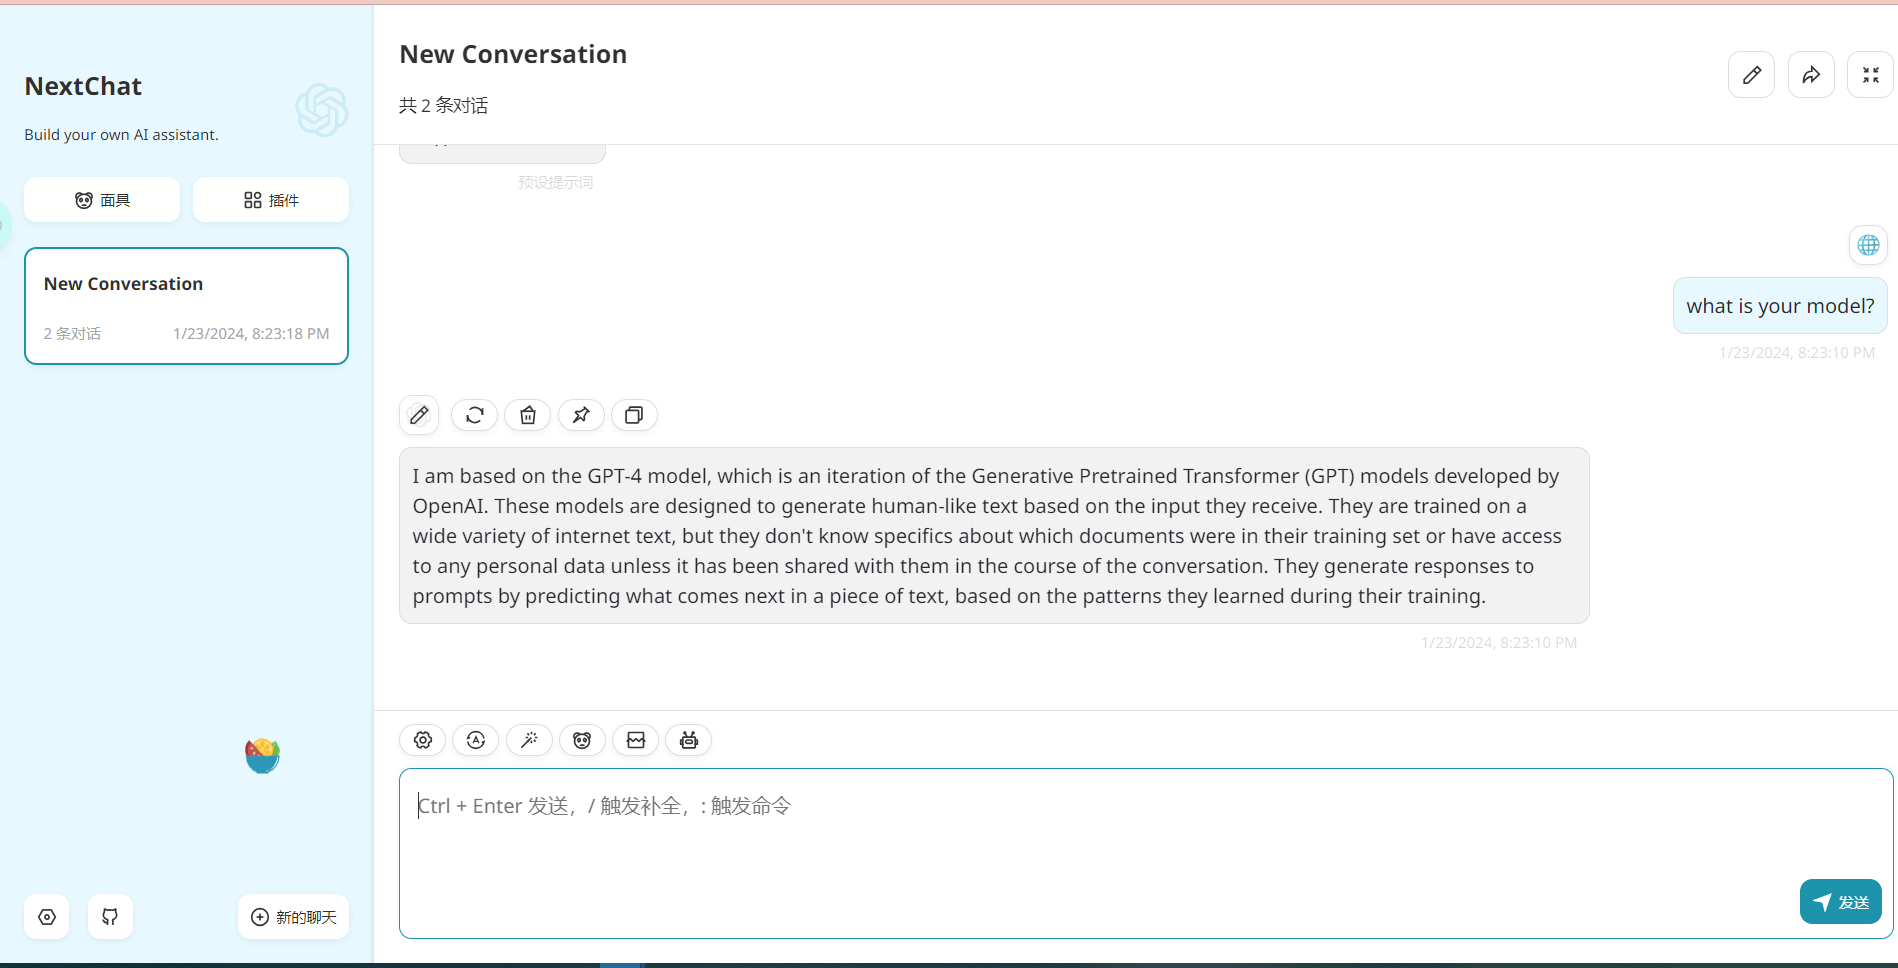 NextChat
Build your own AI assistant.
面具
插件
New Conversation
2 条对话
1/23/2024, 8:23:18 PM
新的聊天
New Conversation
共 2 条对话
预设提示词
what is your model?
1/23/2024, 8:23:10 PM
I am based on the GPT-4 model, which is an iteration of the Generative Pretrained Transformer (GPT) models developed by
OpenAI. These models are designed to generate human-like text based on the input they receive. They are trained on a
wide variety of internet text, but they don't know specifics about which documents were in their training set or have access
to any personal data unless it has been shared with them in the course of the conversation. They generate responses to
prompts by predicting what comes next in a piece of text, based on the patterns they learned during their training.
1/23/2024, 8:23:10 PM
Ctrl + Enter 发送，/ 触发补全，: 触发命令
发送